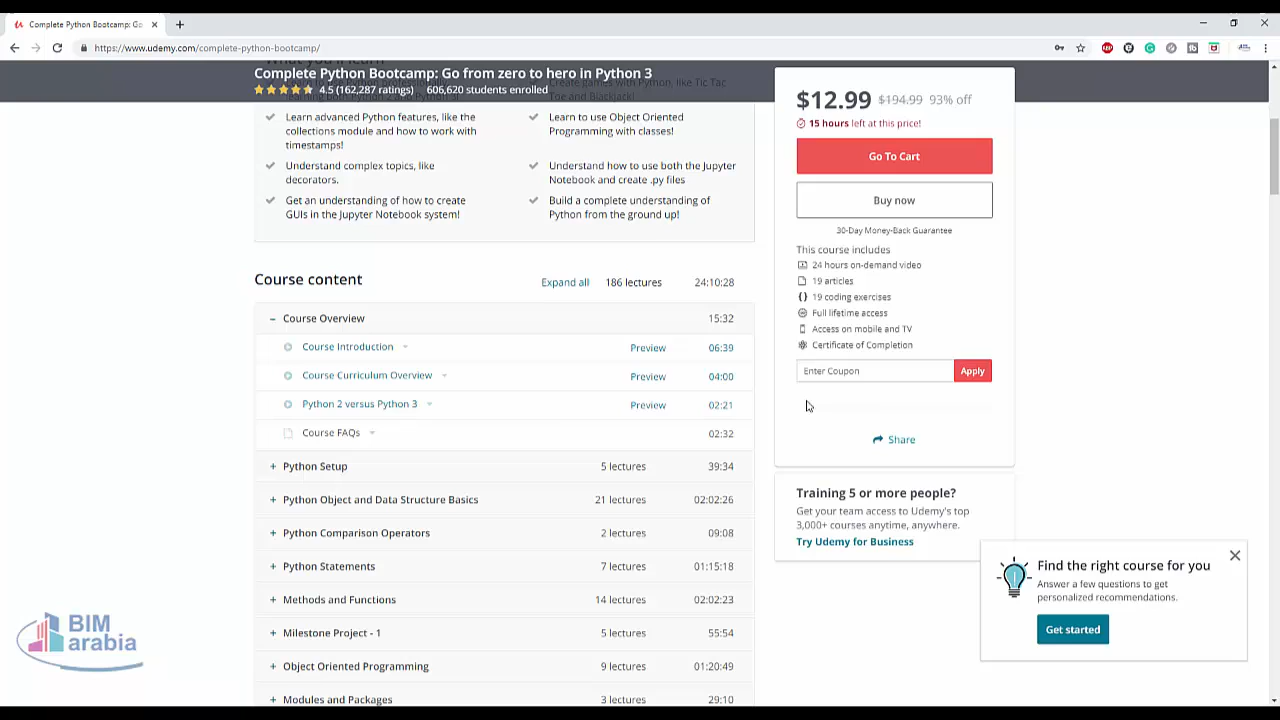 Complete Python Bootcamp: Go
https://www.udemy.com/complete-python-bootcamp/
What you'll learn
Complete Python Bootcamp: Go from zero to hero in Python 3
4.5 (162,287 ratings) 606,620 students enrolled
Create games with Python, like Tic Tac
Toe and Blackjack!
Learn advanced Python features, like the
collections module and how to work with
timestamps!
Learn to use Object Oriented
Programming with classes!
Understand complex topics, like
decorators.
Understand how to use both the Jupyter
Notebook and create .py files
Get an understanding of how to create
GUIs in the Jupyter Notebook system!
Build a complete understanding of
Python from the ground up!
Course content
Expand all 186 lectures 24:10:28
Course Overview 15:32
Course Introduction Preview 06:39
Course Curriculum Overview Preview 04:00
Python 2 versus Python 3 Preview 02:21
Course FAQs 02:32
Python Setup 5 lectures 39:34
Python Object and Data Structure Basics 21 lectures 02:02:26
Python Comparison Operators 2 lectures 09:08
Python Statements 7 lectures 01:15:18
Methods and Functions 14 lectures 02:02:23
Milestone Project - 1 5 lectures 55:54
Object Oriented Programming 9 lectures 01:20:49
Modules and Packages 3 lectures 29:10
$12.99 $194.99 93% off
15 hours left at this price!
Go To Cart
Buy now
30-Day Money-Back Guarantee
This course includes
24 hours on-demand video
19 articles
19 coding exercises
Full lifetime access
Access on mobile and TV
Certificate of Completion
Enter Coupon Apply
Share
Training 5 or more people?
Get your team access to Udemy's top
3,000+ courses anytime, anywhere.
Try Udemy for Business
Find the right course for you
Answer a few questions to get
personalized recommendations.
Get started
BIM
arabia